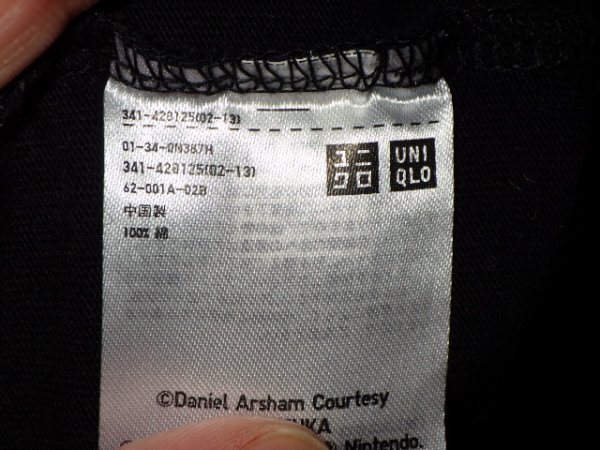 341-428125(02-13)
01-34-0N387H
341-428125(02-13)
62-001A-02B
中国製
100% 綿
ユニ
クロ
UNI
QLO
©Daniel Arsham Courtesy
Nintendo.